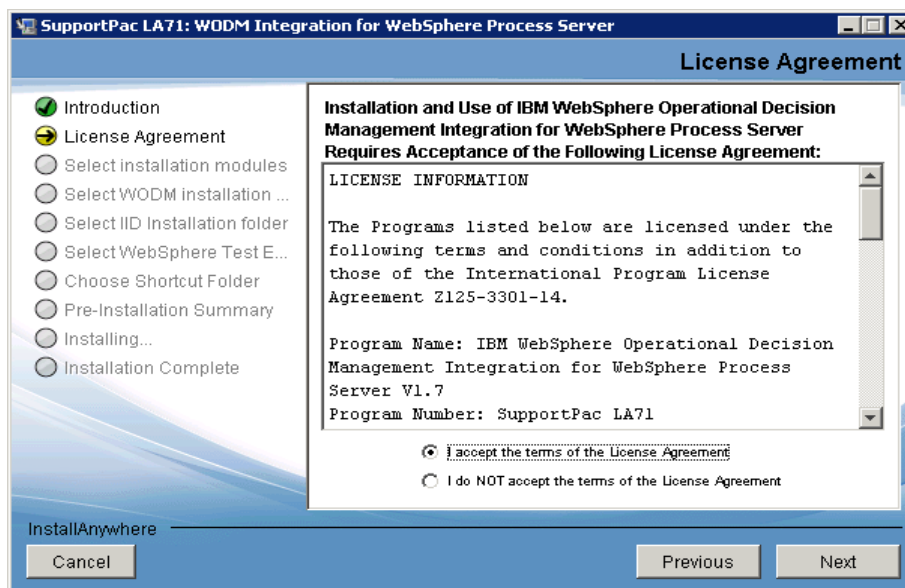 SupportPac LA71: WODM Integration for WebSphere Process Server
License Agreement
Introduction
License Agreement
Select installation modules
Select WODM installation ...
Select IID Installation folder
Select WebSphere Test E...
Choose Shortcut Folder
Pre-Installation Summary
Installing...
Installation Complete
Installation and Use of IBM WebSphere Operational Decision
Management Integration for WebSphere Process Server
Requires Acceptance of the Following License Agreement:
LICENSE INFORMATION
The Programs listed below are licensed under the
following terms and conditions in addition to
those of the International Program License
Agreement Z125-3301-14.
Program Name: IBM WebSphere Operational Decision
Management Integration for WebSphere Process
Server V1.7
Program Number: SupportPac LA71
I accept the terms of the License Agreement
I do NOT accept the terms of the License Agreement
InstallAnywhere
Cancel
Previous
Next